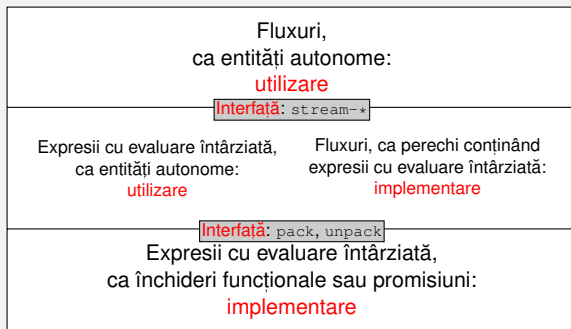 Fluxuri,
ca entități autonome:
utilizare
Interfață: stream-*
Expresii cu evaluare întârziată,
ca entități autonome:
utilizare
Fluxuri, ca perechi conținând
expresii cu evaluare întârziată:
implementare
Interfață: pack, unpack
Expresii cu evaluare întârziată,
ca închideri funcționale sau promisiuni:
implementare